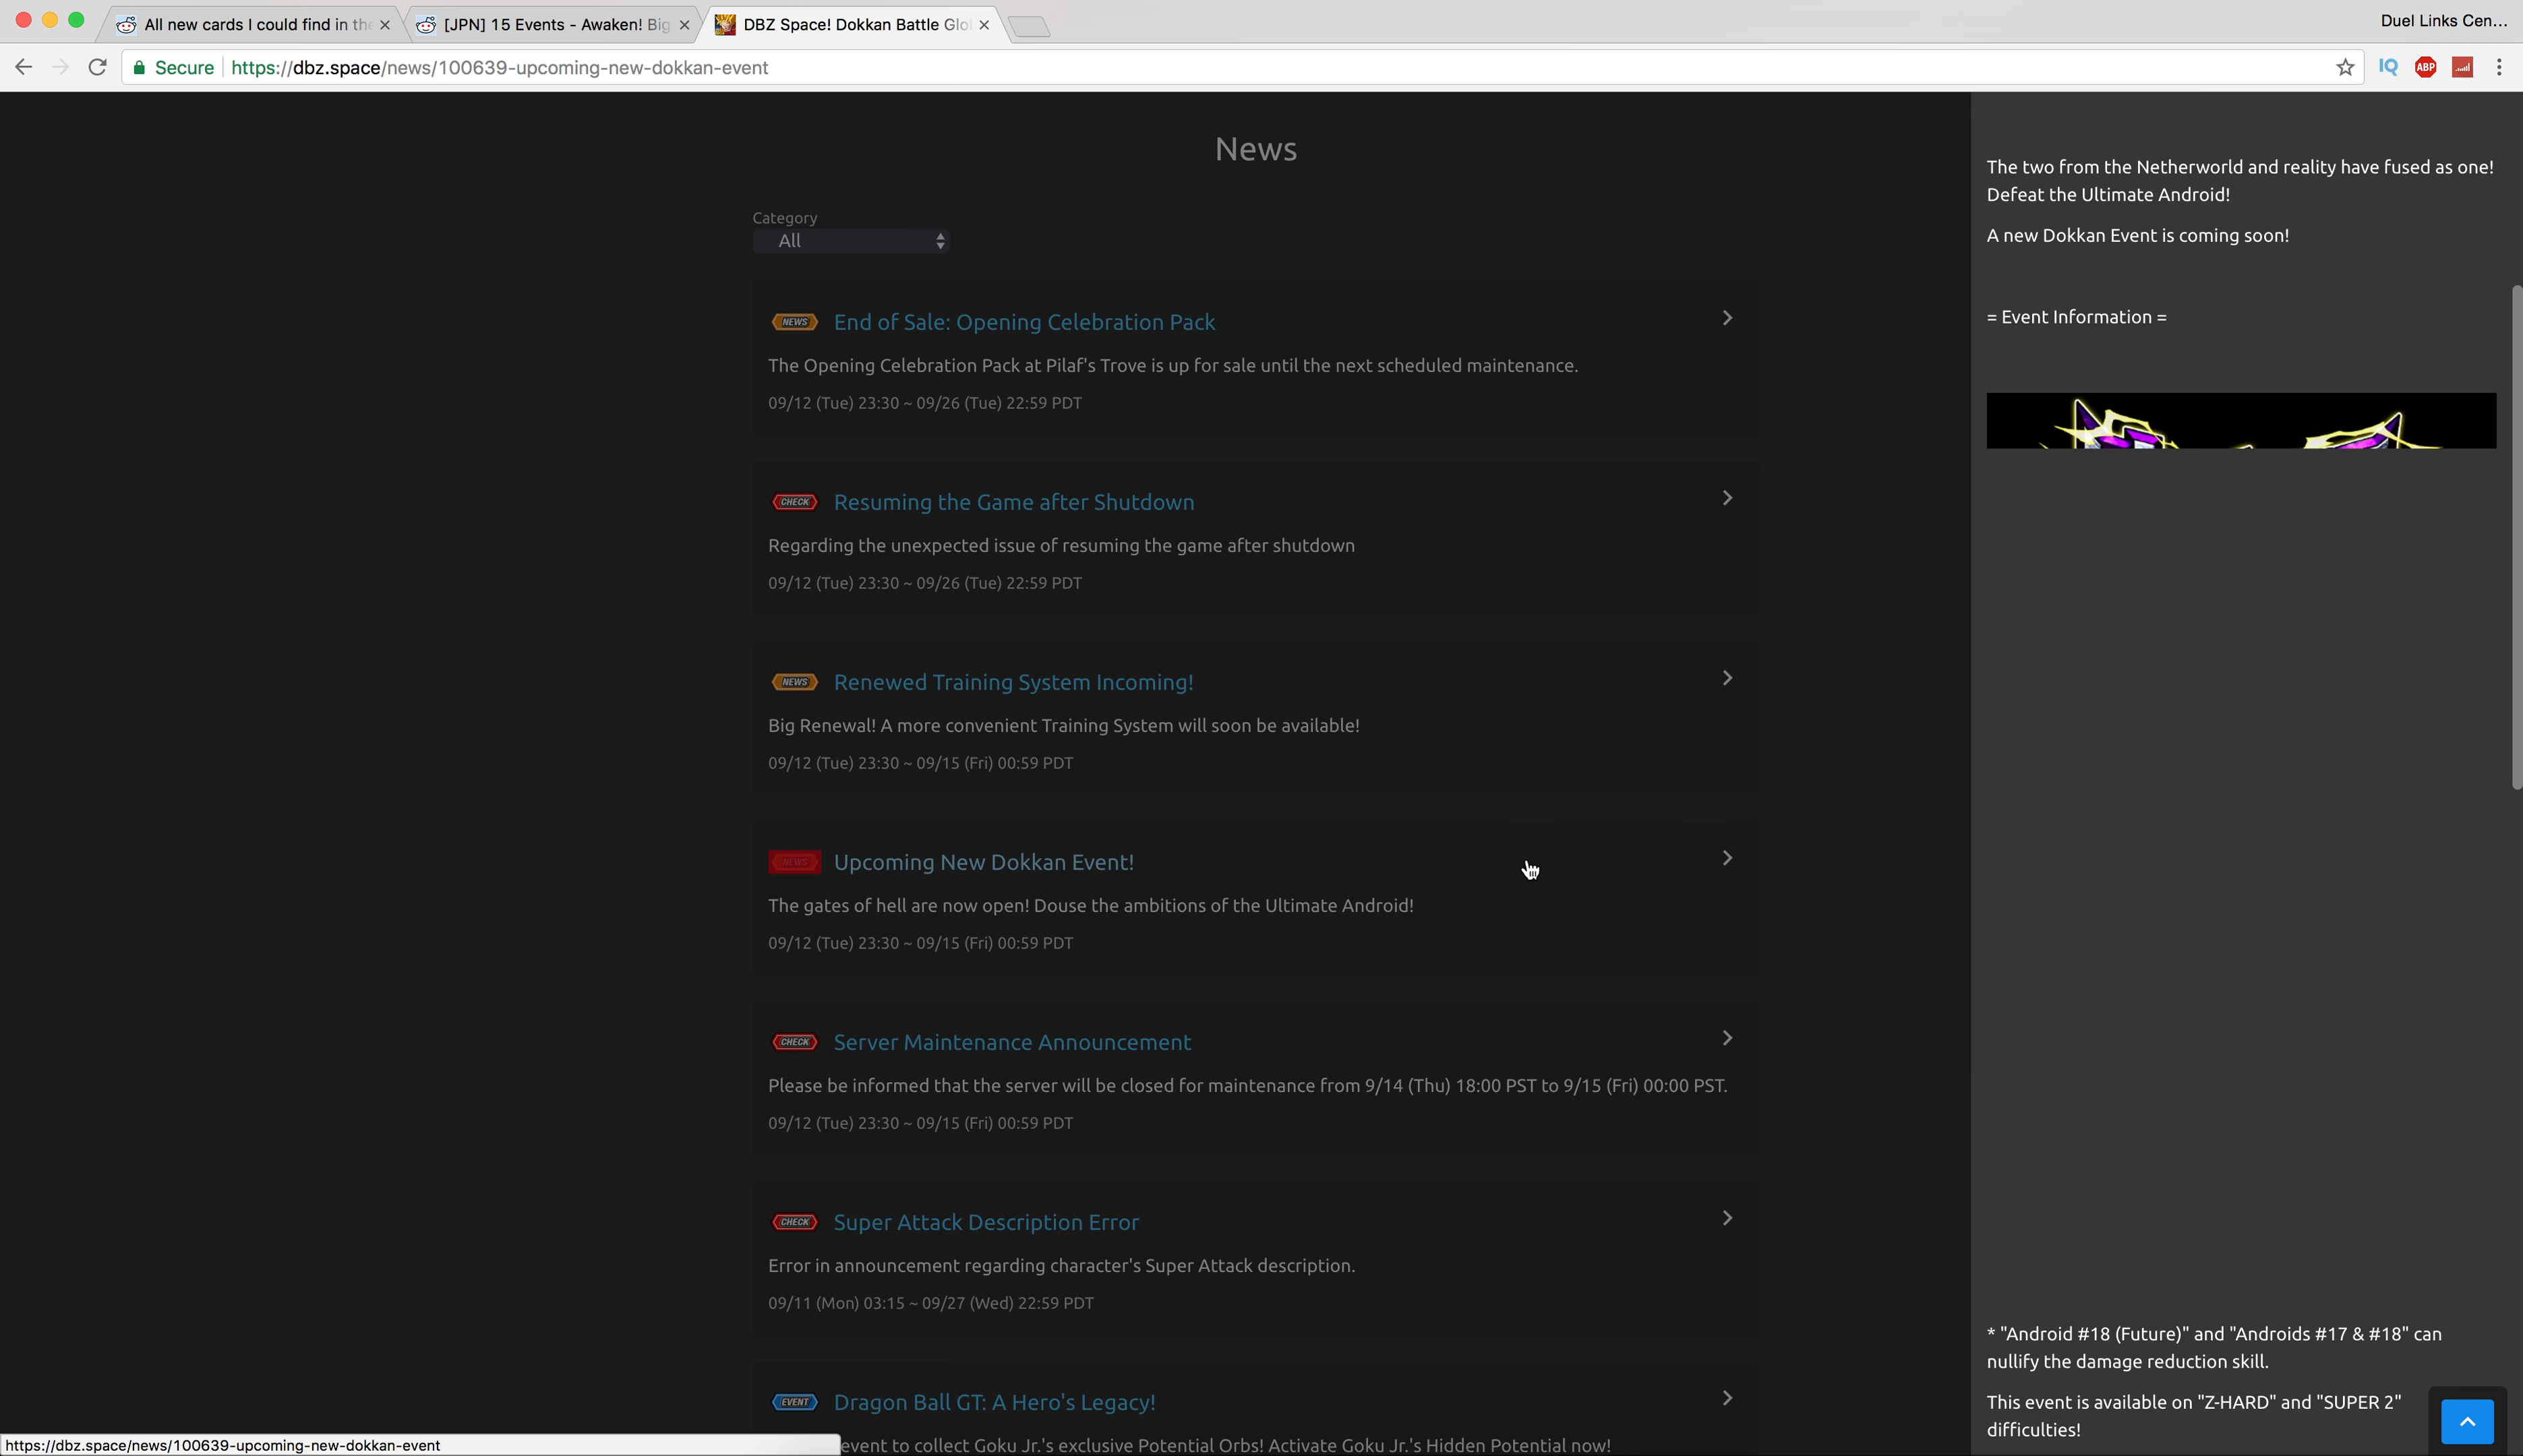 All new cards I could find in the
[JPN] 15 Events - Awaken! Big
DBZ Space! Dokkan Battle Glo
Duel Links Cen...
Secure
https://dbz.space/news/100639-upcoming-new-dokkan-event
IQ
ABP
News
Category
All
NEWS End of Sale: Opening Celebration Pack
The Opening Celebration Pack at Pilaf's Trove is up for sale until the next scheduled maintenance.
09/12 (Tue) 23:30 ~ 09/26 (Tue) 22:59 PDT
CHECK Resuming the Game after Shutdown
Regarding the unexpected issue of resuming the game after shutdown
09/12 (Tue) 23:30 ~ 09/26 (Tue) 22:59 PDT
NEWS Renewed Training System Incoming!
Big Renewal! A more convenient Training System will soon be available!
09/12 (Tue) 23:30 ~ 09/15 (Fri) 00:59 PDT
NEWS Upcoming New Dokkan Event!
The gates of hell are now open! Douse the ambitions of the Ultimate Android!
09/12 (Tue) 23:30 ~ 09/15 (Fri) 00:59 PDT
CHECK Server Maintenance Announcement
Please be informed that the server will be closed for maintenance from 9/14 (Thu) 18:00 PST to 9/15 (Fri) 00:00 PST.
09/12 (Tue) 23:30 ~ 09/15 (Fri) 00:59 PDT
CHECK Super Attack Description Error
Error in announcement regarding character's Super Attack description.
09/11 (Mon) 03:15 ~ 09/27 (Wed) 22:59 PDT
EVENT Dragon Ball GT: A Hero's Legacy!
event to collect Goku Jr.'s exclusive Potential Orbs! Activate Goku Jr.'s Hidden Potential now!
https://dbz.space/news/100639-upcoming-new-dokkan-event
The two from the Netherworld and reality have fused as one!
Defeat the Ultimate Android!
A new Dokkan Event is coming soon!
= Event Information =
* "Android #18 (Future)" and "Androids #17 & #18" can
nullify the damage reduction skill.
This event is available on "Z-HARD" and "SUPER 2"
difficulties!